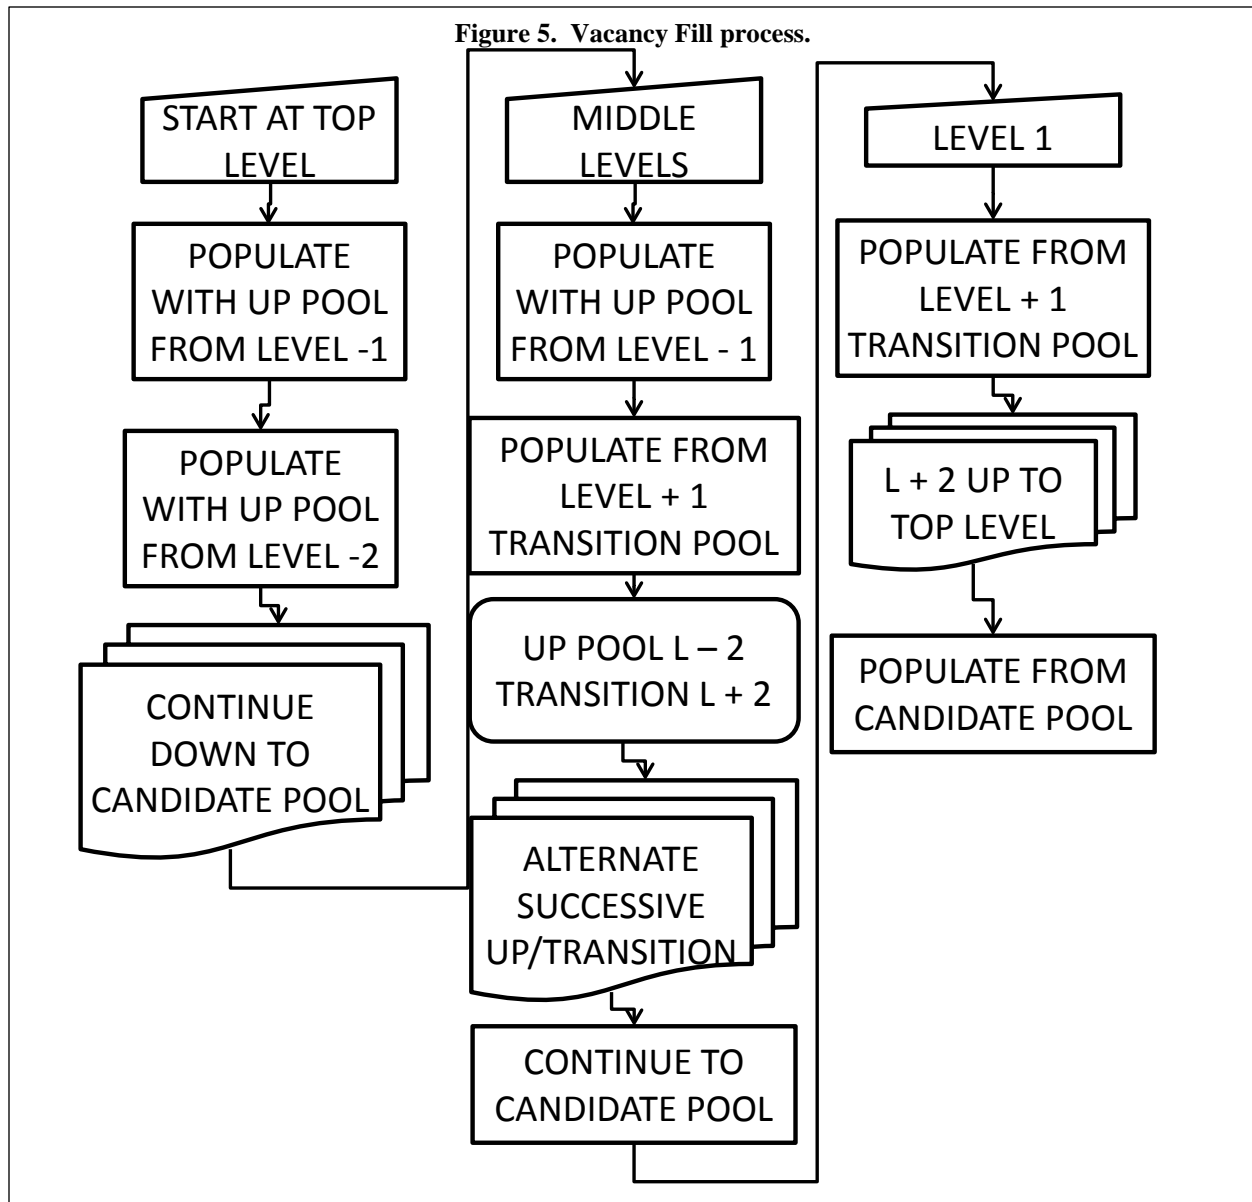 Figure 5.  Vacancy Fill process.
START AT TOP
LEVEL
POPULATE
WITH UP POOL
FROM LEVEL -1
POPULATE
WITH UP POOL
FROM LEVEL -2
CONTINUE
DOWN TO
CANDIDATE POOL
MIDDLE
LEVELS
POPULATE
WITH UP POOL
FROM LEVEL - 1
POPULATE FROM
LEVEL + 1
TRANSITION POOL
UP POOL L – 2
TRANSITION L + 2
ALTERNATE
SUCCESSIVE
UP/TRANSITION
CONTINUE TO
CANDIDATE POOL
LEVEL 1
POPULATE FROM
LEVEL + 1
TRANSITION POOL
L + 2 UP TO
TOP LEVEL
POPULATE FROM
CANDIDATE POOL